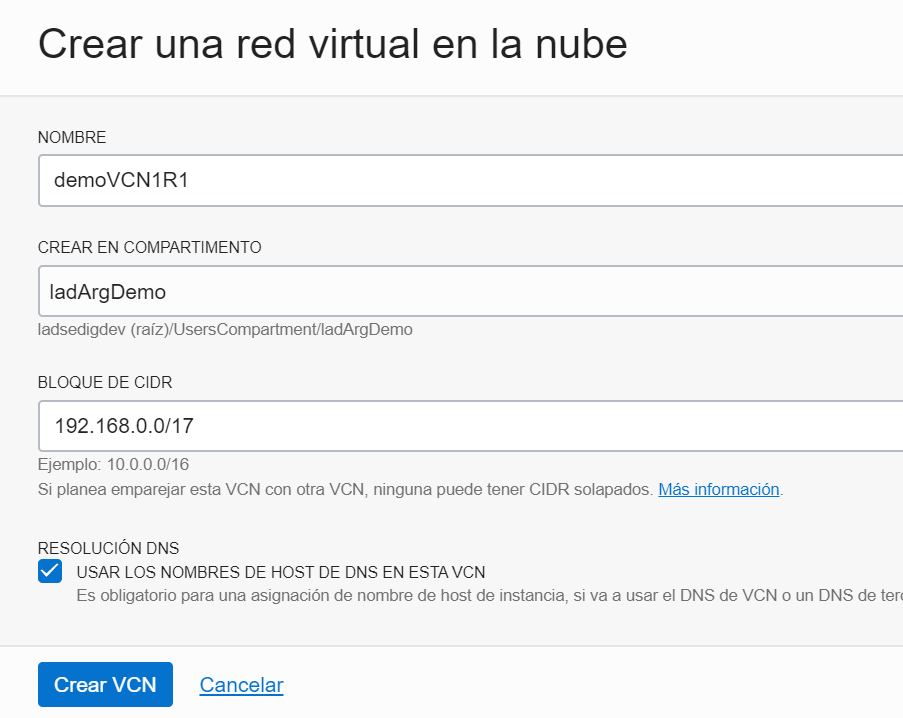 Crear una red virtual en la nube
NOMBRE
demoVCN1R1
CREAR EN COMPARTIMENTO
ladArgDemo
ladsedigdev (raíz)/UsersCompartment/ladArgDemo
BLOQUE DE CIDR
192.168.0.0/17
Ejemplo: 10.0.0.0/16
Si planea emparejar esta VCN con otra VCN, ninguna puede tener CIDR solapados. Más información.
RESOLUCIÓN DNS
USAR LOS NOMBRES DE HOST DE DNS EN ESTA VCN
Es obligatorio para una asignación de nombre de host de instancia, si va a usar el DNS de VCN o un DNS de
Crear VCN Cancelar